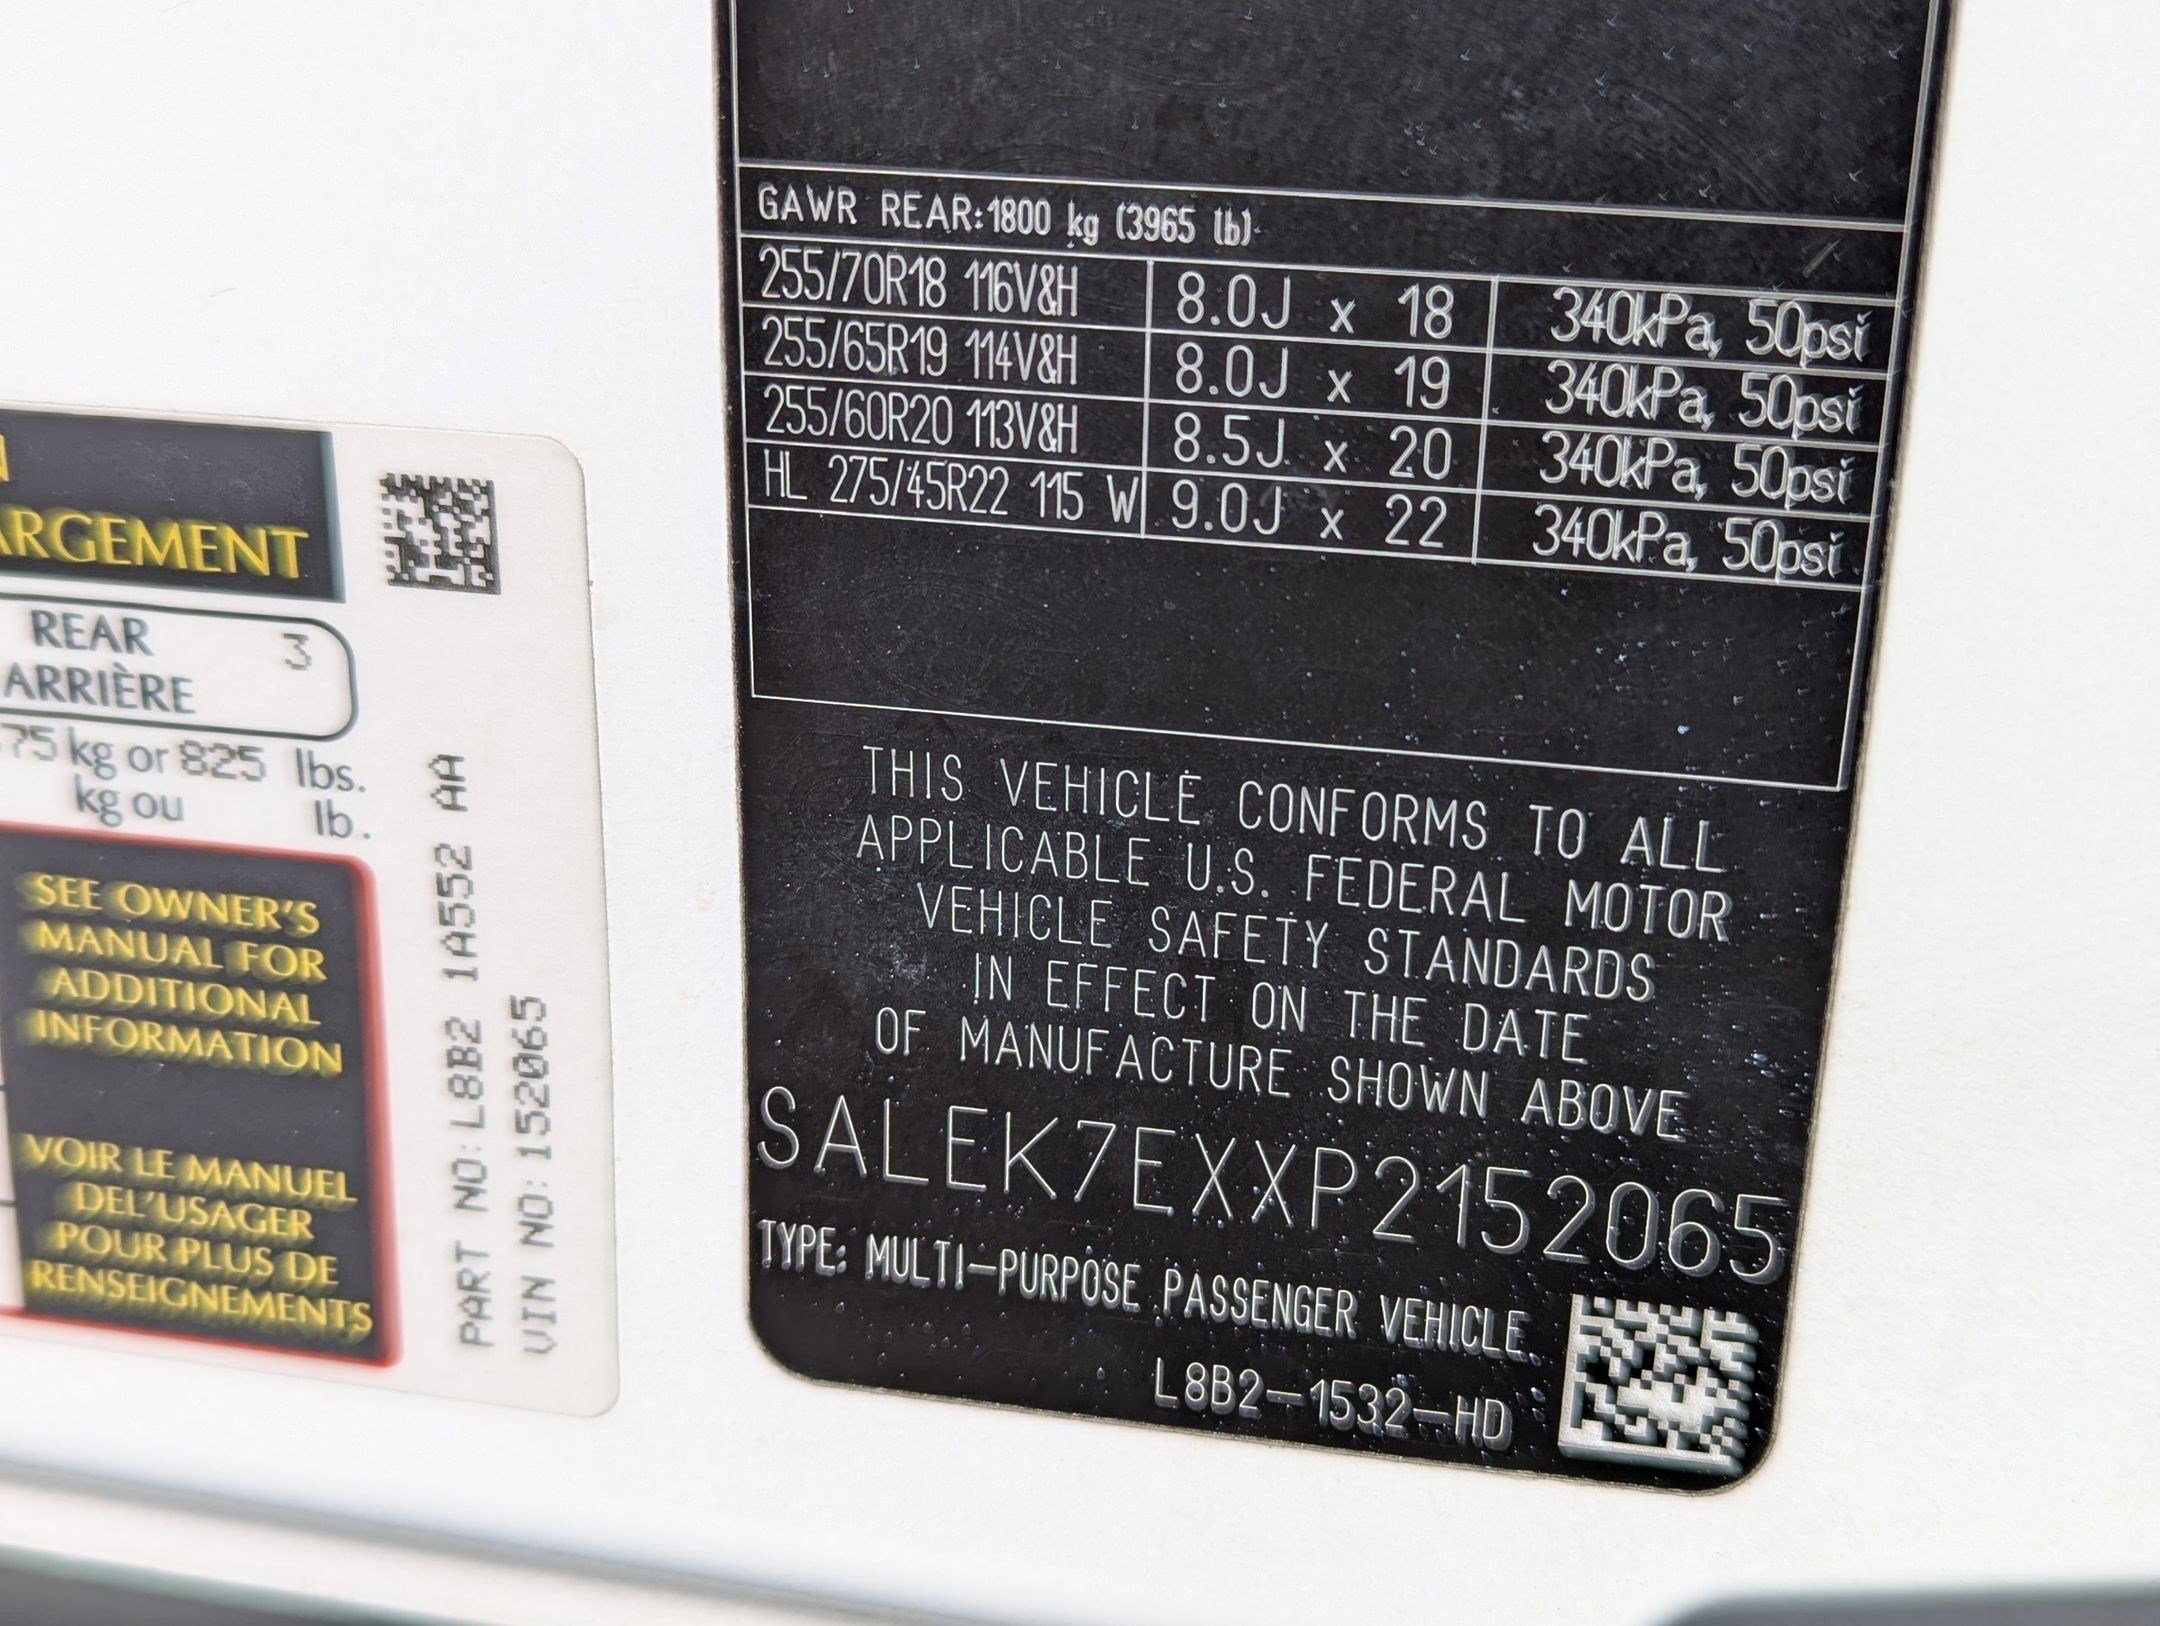 ARGEMENT
REAR 3
ARRIÈRE
75 kg or 825 lbs.
kg ou lb.
SEE OWNER'S
MANUAL FOR
ADDITIONAL
INFORMATION
VOIR LE MANUEL
DEL'USAGER
POUR PLUS DE
RENSEIGNEMENTS
PART NO: L8B2 1A552 AA
VIN NO: 152065
GAWR REAR: 1800 kg (3965 lb)
255/70R18 116V&H 8.0J x 18 340kPa, 50psi
255/65R19 114V&H 8.0J x 19 340kPa, 50psi
255/60R20 113V&H 8.5J x 20 340kPa, 50psi
HL 275/45R22 115 W 9.0J x 22 340kPa, 50psi
THIS VEHICLE CONFORMS TO ALL
APPLICABLE U.S. FEDERAL MOTOR
VEHICLE SAFETY STANDARDS
IN EFFECT ON THE DATE
OF MANUFACTURE SHOWN ABOVE
SALEK7EXXP2152065
TYPE: MULTI-PURPOSE PASSENGER VEHICLE
L8B2-1532-HD